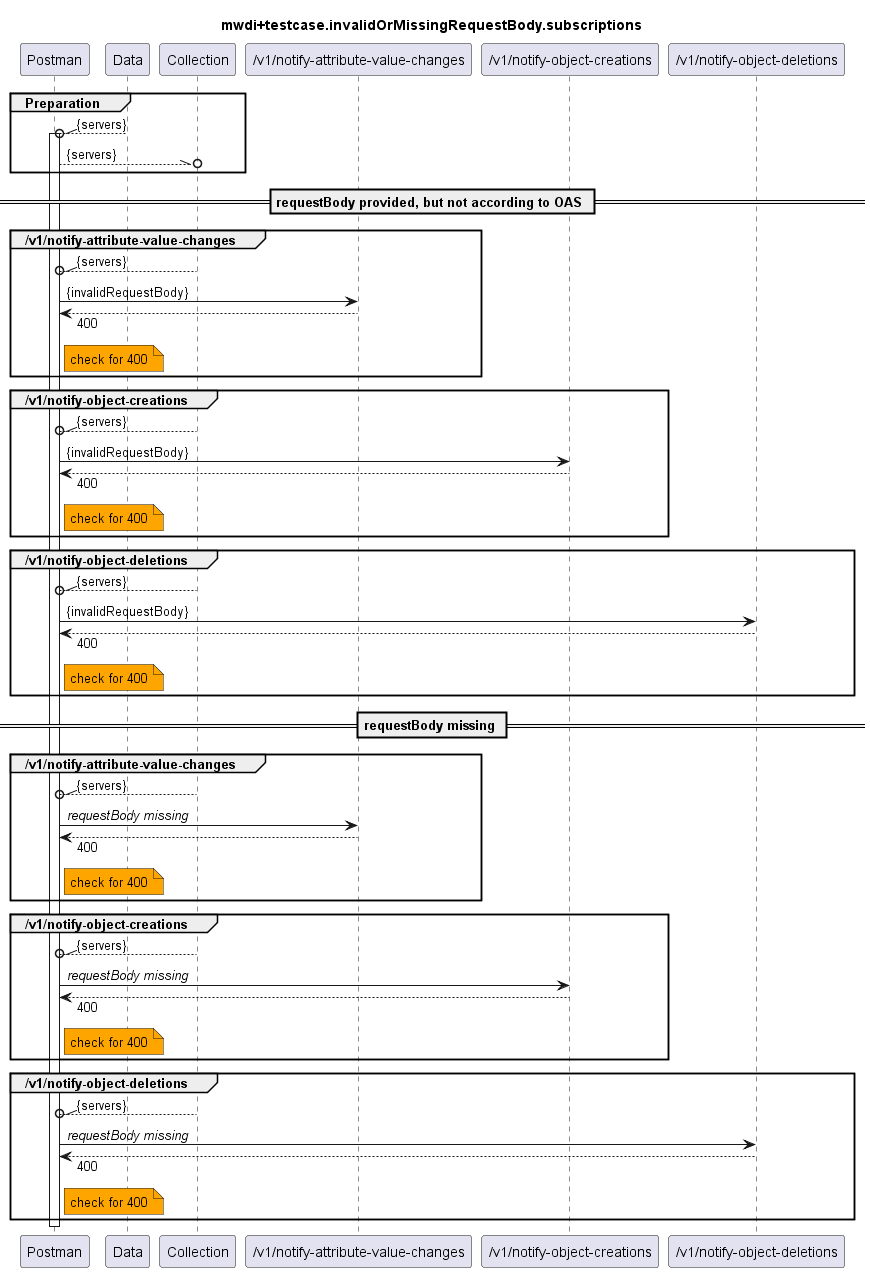 mwdi+testcase.invalidOrMissingRequestBody.subscriptions
Postman Data Collection /v1/notify-attribute-value-changes /v1/notify-object-creations /v1/notify-object-deletions
Preparation
{servers}
{servers}
requestBody provided, but not according to OAS
/v1/notify-attribute-value-changes
{servers}
{invalidRequestBody}
400
check for 400
/v1/notify-object-creations
{servers}
{invalidRequestBody}
400
check for 400
/v1/notify-object-deletions
{servers}
{invalidRequestBody}
400
check for 400
requestBody missing
/v1/notify-attribute-value-changes
{servers}
requestBody missing
400
check for 400
/v1/notify-object-creations
{servers}
requestBody missing
400
check for 400
/v1/notify-object-deletions
{servers}
requestBody missing
400
check for 400
Postman Data Collection /v1/notify-attribute-value-changes /v1/notify-object-creations /v1/notify-object-deletions